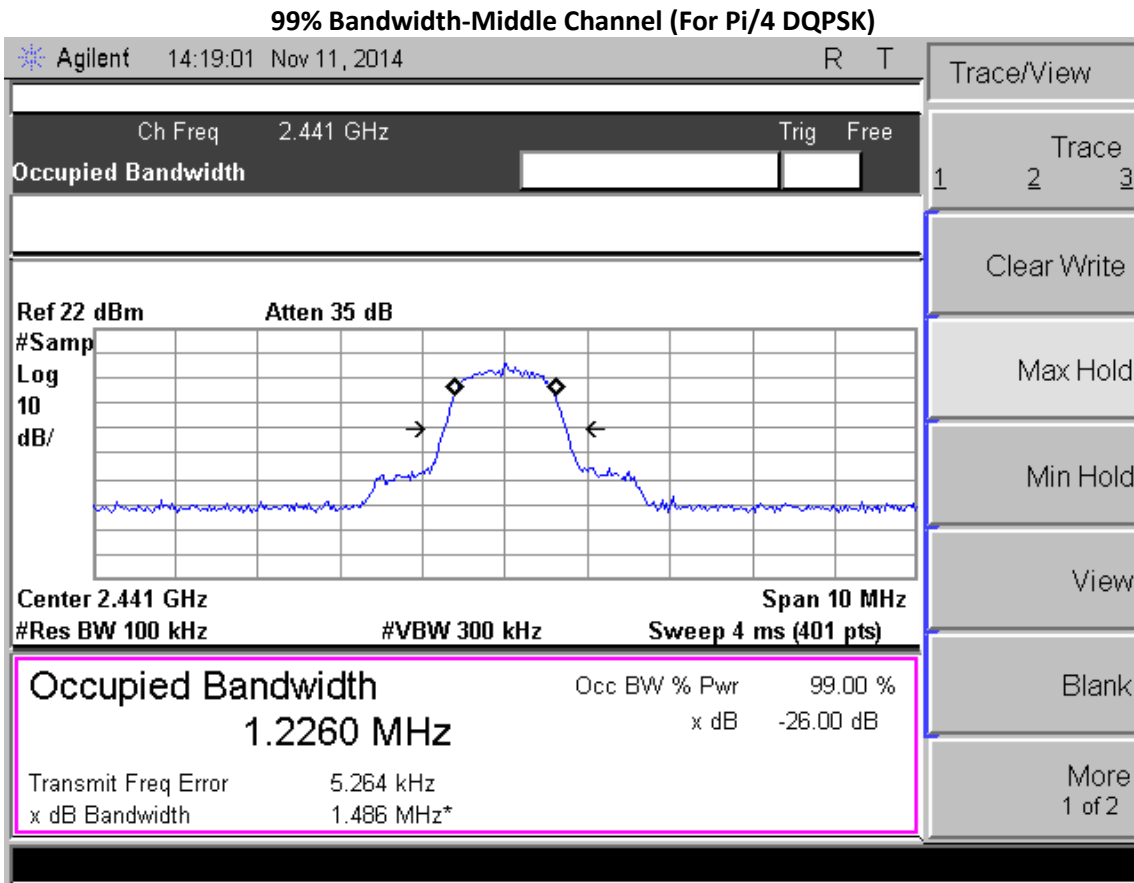 99% Bandwidth-Middle Channel (For Pi/4 DQPSK)
Agilent 14:19:01 Nov 11, 2014 R T
Trace/View
Ch Freq 2.441 GHz Trig Free
Occupied Bandwidth
Trace
1 2 3
Clear Write
Max Hold
Min Hold
View
Blank
More
1 of 2
Ref 22 dBm Atten 35 dB
#Samp
Log
10
dB/
Center 2.441 GHz Span 10 MHz
#Res BW 100 kHz #VBW 300 kHz Sweep 4 ms (401 pts)
Occupied Bandwidth Occ BW % Pwr 99.00 %
1.2260 MHz x dB -26.00 dB
Transmit Freq Error 5.264 kHz
x dB Bandwidth 1.486 MHz*